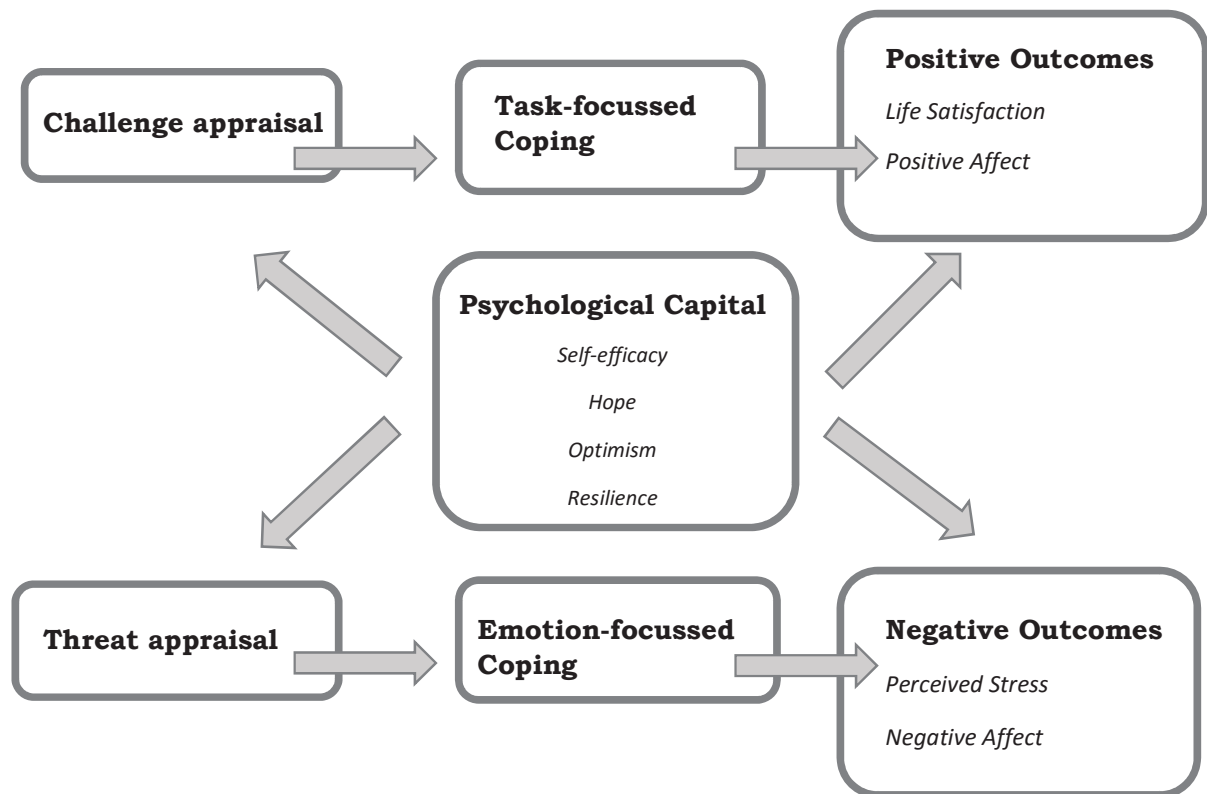 Challenge appraisal
Task-focussed
Coping
Positive Outcomes
Life Satisfaction
Positive Affect
Psychological Capital
Self-efficacy
Hope
Optimism
Resilience
Threat appraisal
Emotion-focussed
Coping
Negative Outcomes
Perceived Stress
Negative Affect